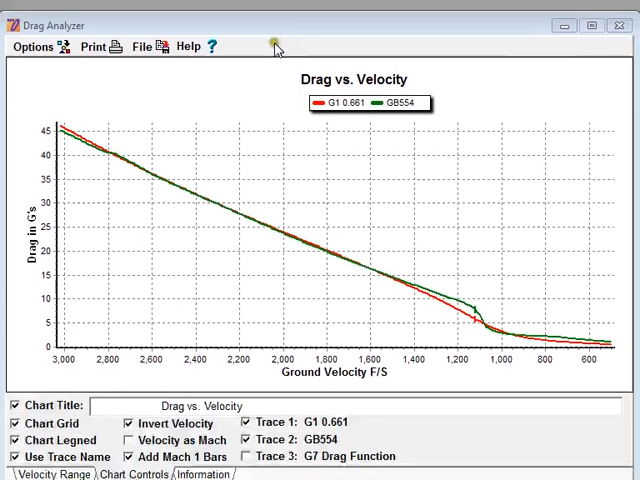 Drag Analyzer
Options Print File Help ?
Drag vs. Velocity
G1 0.661 GB554
45
40
35
30
25
20
15
10
5
0
Drag in G's
3,000 2,800 2,600 2,400 2,200 2,000 1,800 1,600 1,400 1,200 1,000 800 600
Ground Velocity F/S
Chart Title: Drag vs. Velocity
Chart Grid Invert Velocity Trace 1: G1 0.661
Chart Legned Velocity as Mach Trace 2: GB554
Use Trace Name Add Mach 1 Bars Trace 3: G7 Drag Function
Velocity Range Chart Controls Information